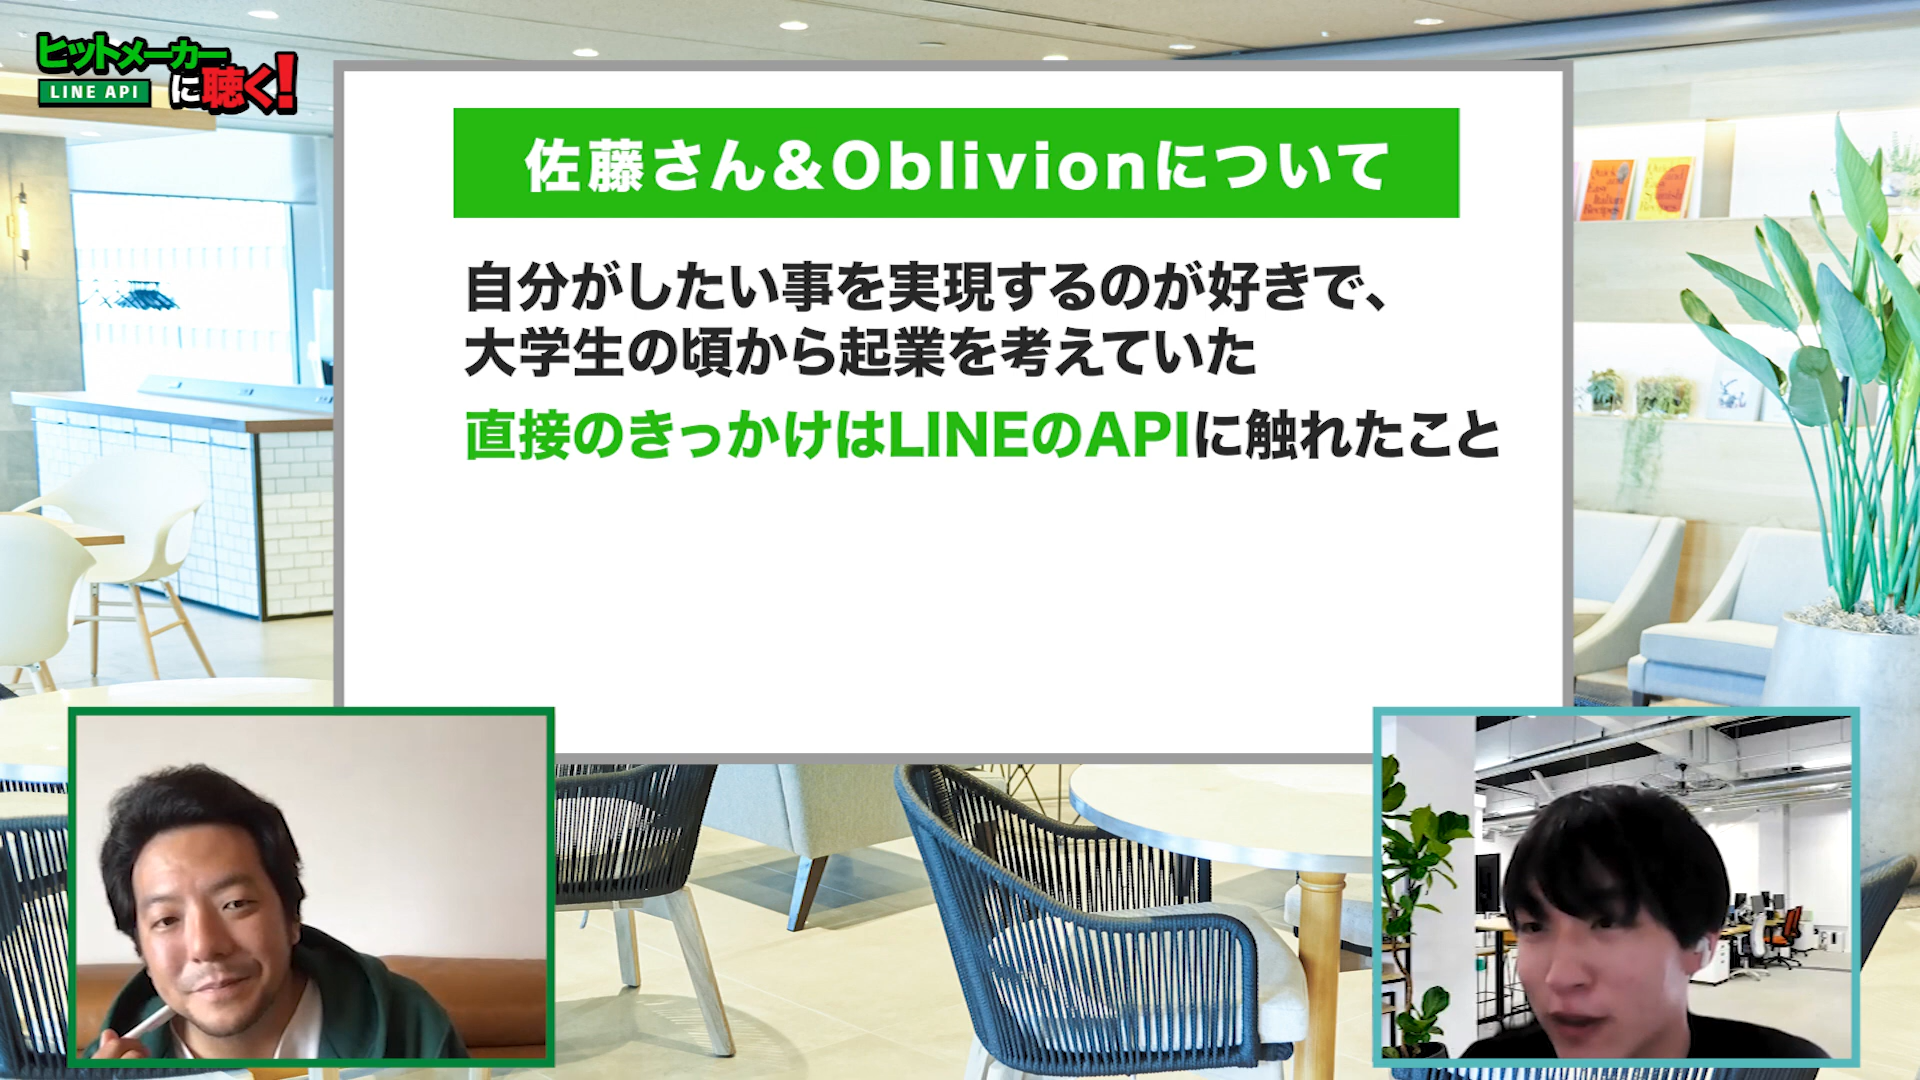 ヒットメーカー
LINE API
に聴く!
佐藤さん&Oblivionについて
自分がしたい事を実現するのが好きで、
大学生の頃から起業を考えていた
直接のきっかけはLINEのAPIに触れたこと